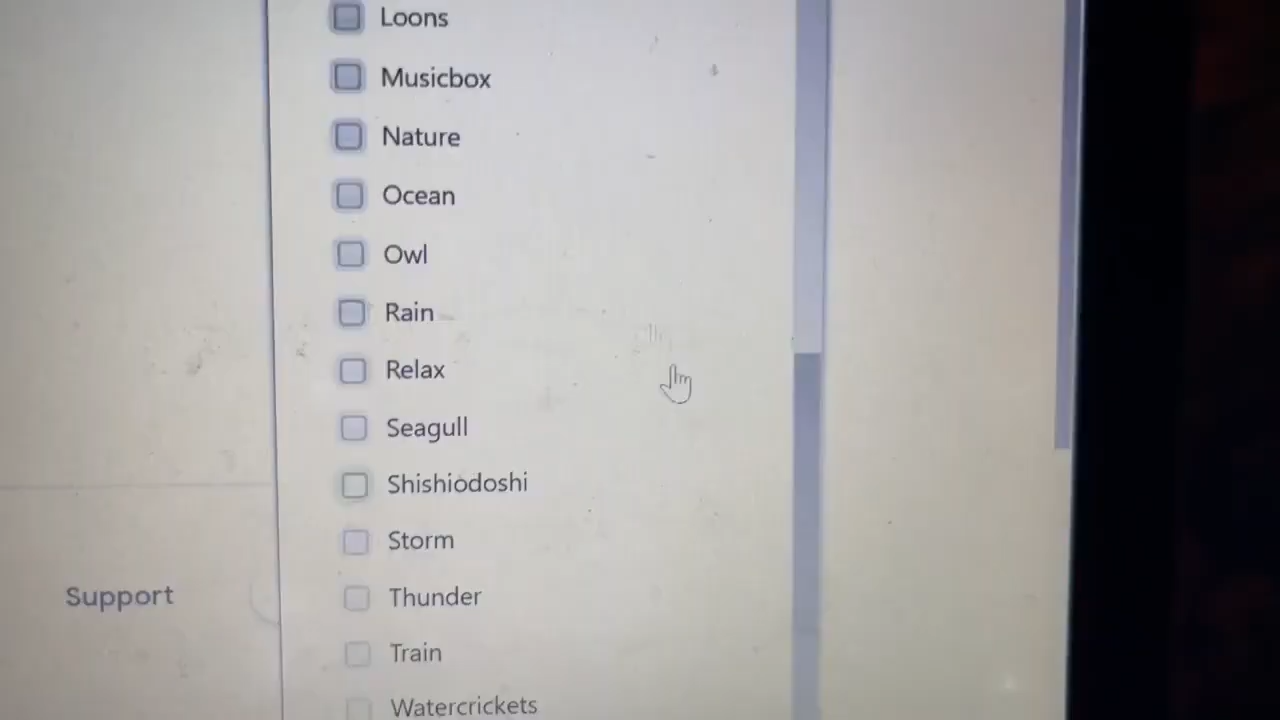 Loons
Musicbox
Nature
Ocean
Owl
Rain
Relax
Seagull
Shishiodoshi
Storm
Support
Thunder
Train
Watercrickets